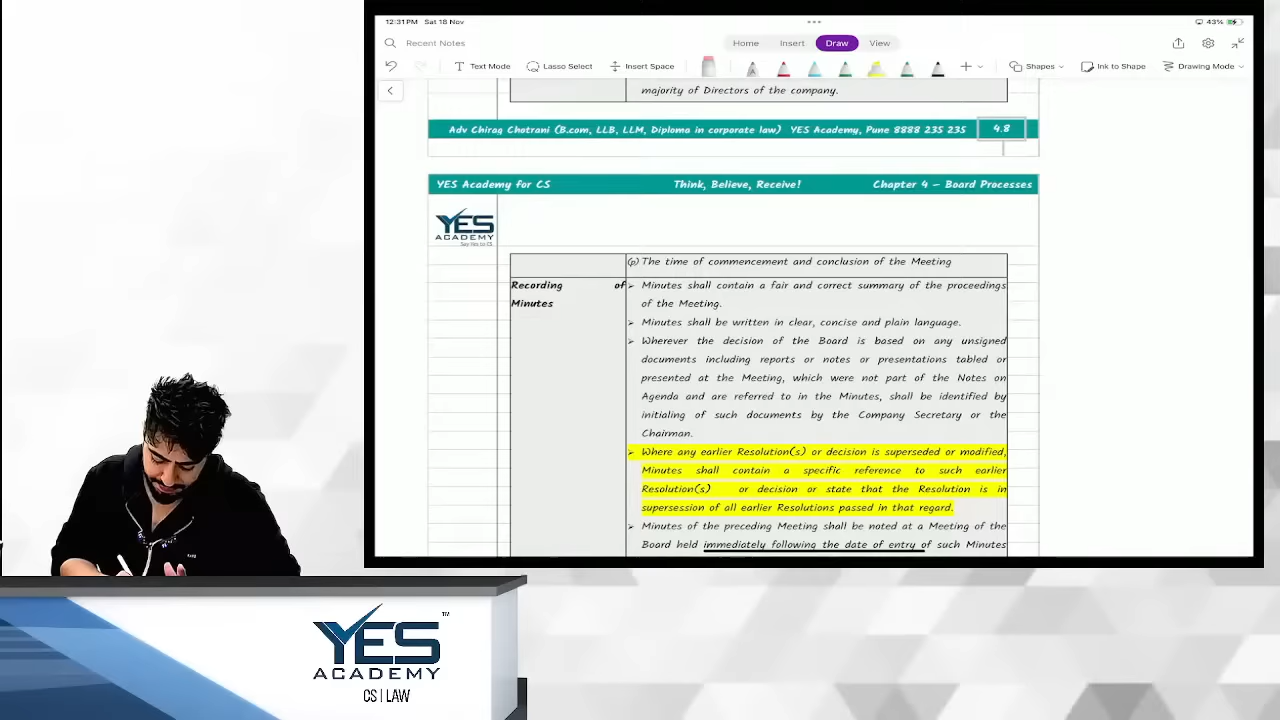 12:31 PM Sat 18 Nov
43%
Recent Notes
Home Insert Draw View
Text Mode Lasso Select Insert Space Shapes Ink to Shape Drawing Mode
majority of Directors of the company.
Adv Chirag Chotrani (B.com, LLB, LLM, Diploma in corporate law) YES Academy, Pune 8888 235 235 4.8
YES Academy for CS Think, Believe, Receive! Chapter 4 – Board Processes
YES
ACADEMY
Say Yes to CS
(p) The time of commencement and conclusion of the Meeting
Recording of Minutes
➢ Minutes shall contain a fair and correct summary of the proceedings
of the Meeting.
➢ Minutes shall be written in clear, concise and plain language.
➢ Wherever the decision of the Board is based on any unsigned
documents including reports or notes or presentations tabled or
presented at the Meeting, which were not part of the Notes on
Agenda and are referred to in the Minutes, shall be identified by
initialing of such documents by the Company Secretary or the
Chairman.
➢ Where any earlier Resolution(s) or decision is superseded or modified,
Minutes shall contain a specific reference to such earlier
Resolution(s) or decision or state that the Resolution is in
supersession of all earlier Resolutions passed in that regard.
➢ Minutes of the preceding Meeting shall be noted at a Meeting of the
Board held immediately following the date of entry of such Minutes
YES ™
ACADEMY
CS | LAW